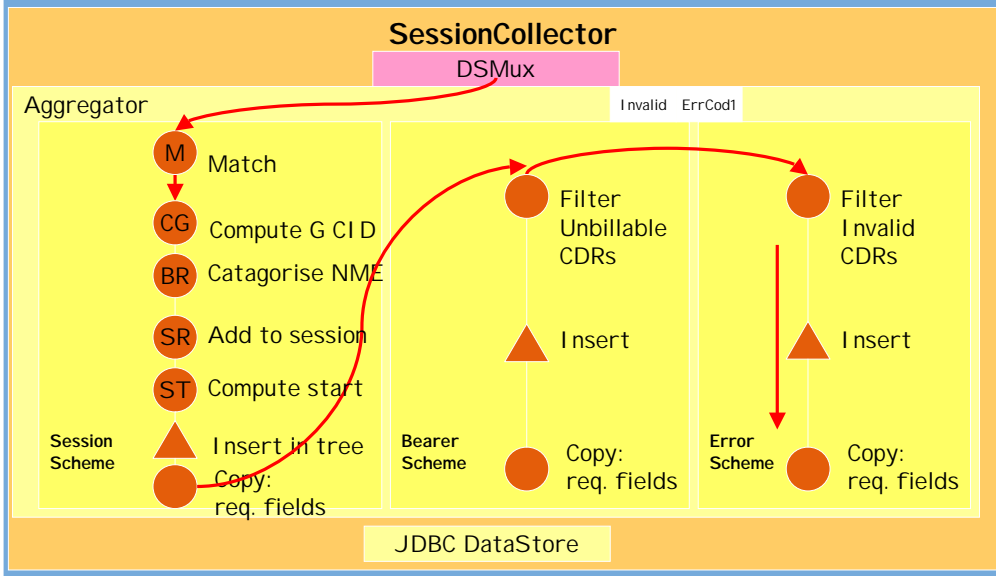 SessionCollector
DSMux
Aggregator
Invalid ErrCod1
M
Match
CG
Compute G CID
BR
Catagorise NME
SR
Add to session
ST
Compute start
Session
Scheme
Insert in tree
Copy:
req. fields
Filter
Unbillable
CDRs
Insert
Bearer
Scheme
Copy:
req. fields
Filter
Invalid
CDRs
Insert
Error
Scheme
Copy:
req. fields
JDBC DataStore